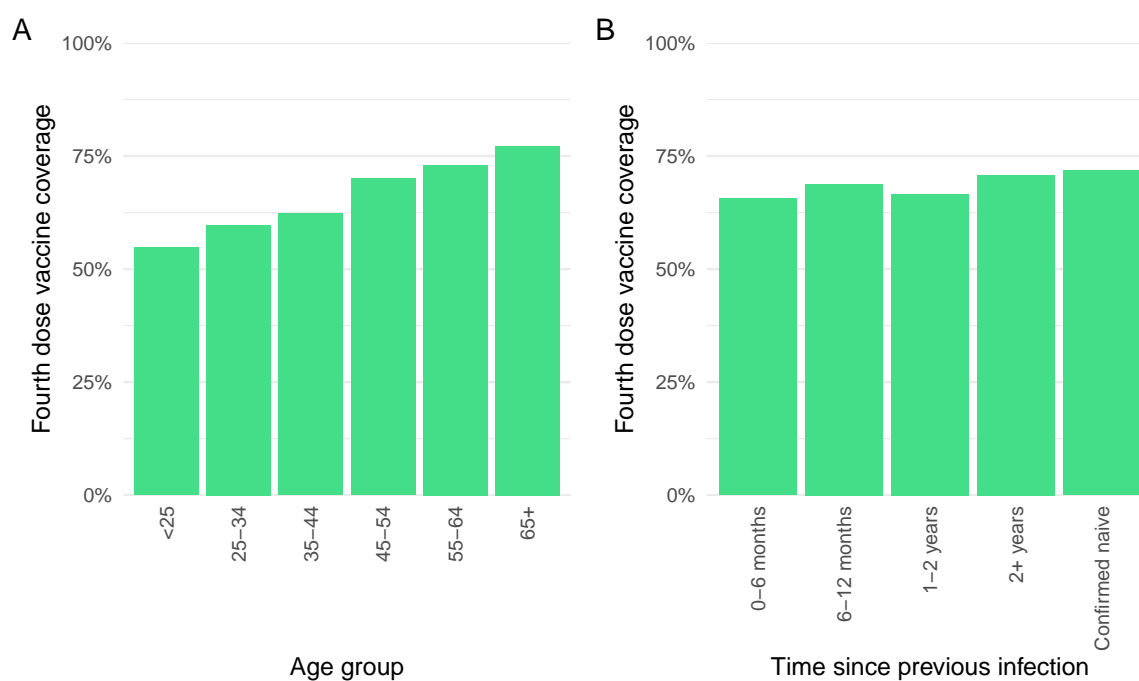 A
Fourth dose vaccine coverage
100%
75%
50%
25%
0%
<25
25−34
35−44
45−54
55−64
65+
Age group
B
Fourth dose vaccine coverage
100%
75%
50%
25%
0%
0−6 months
6−12 months
1−2 years
2+ years
Confirmed naive
Time since previous infection